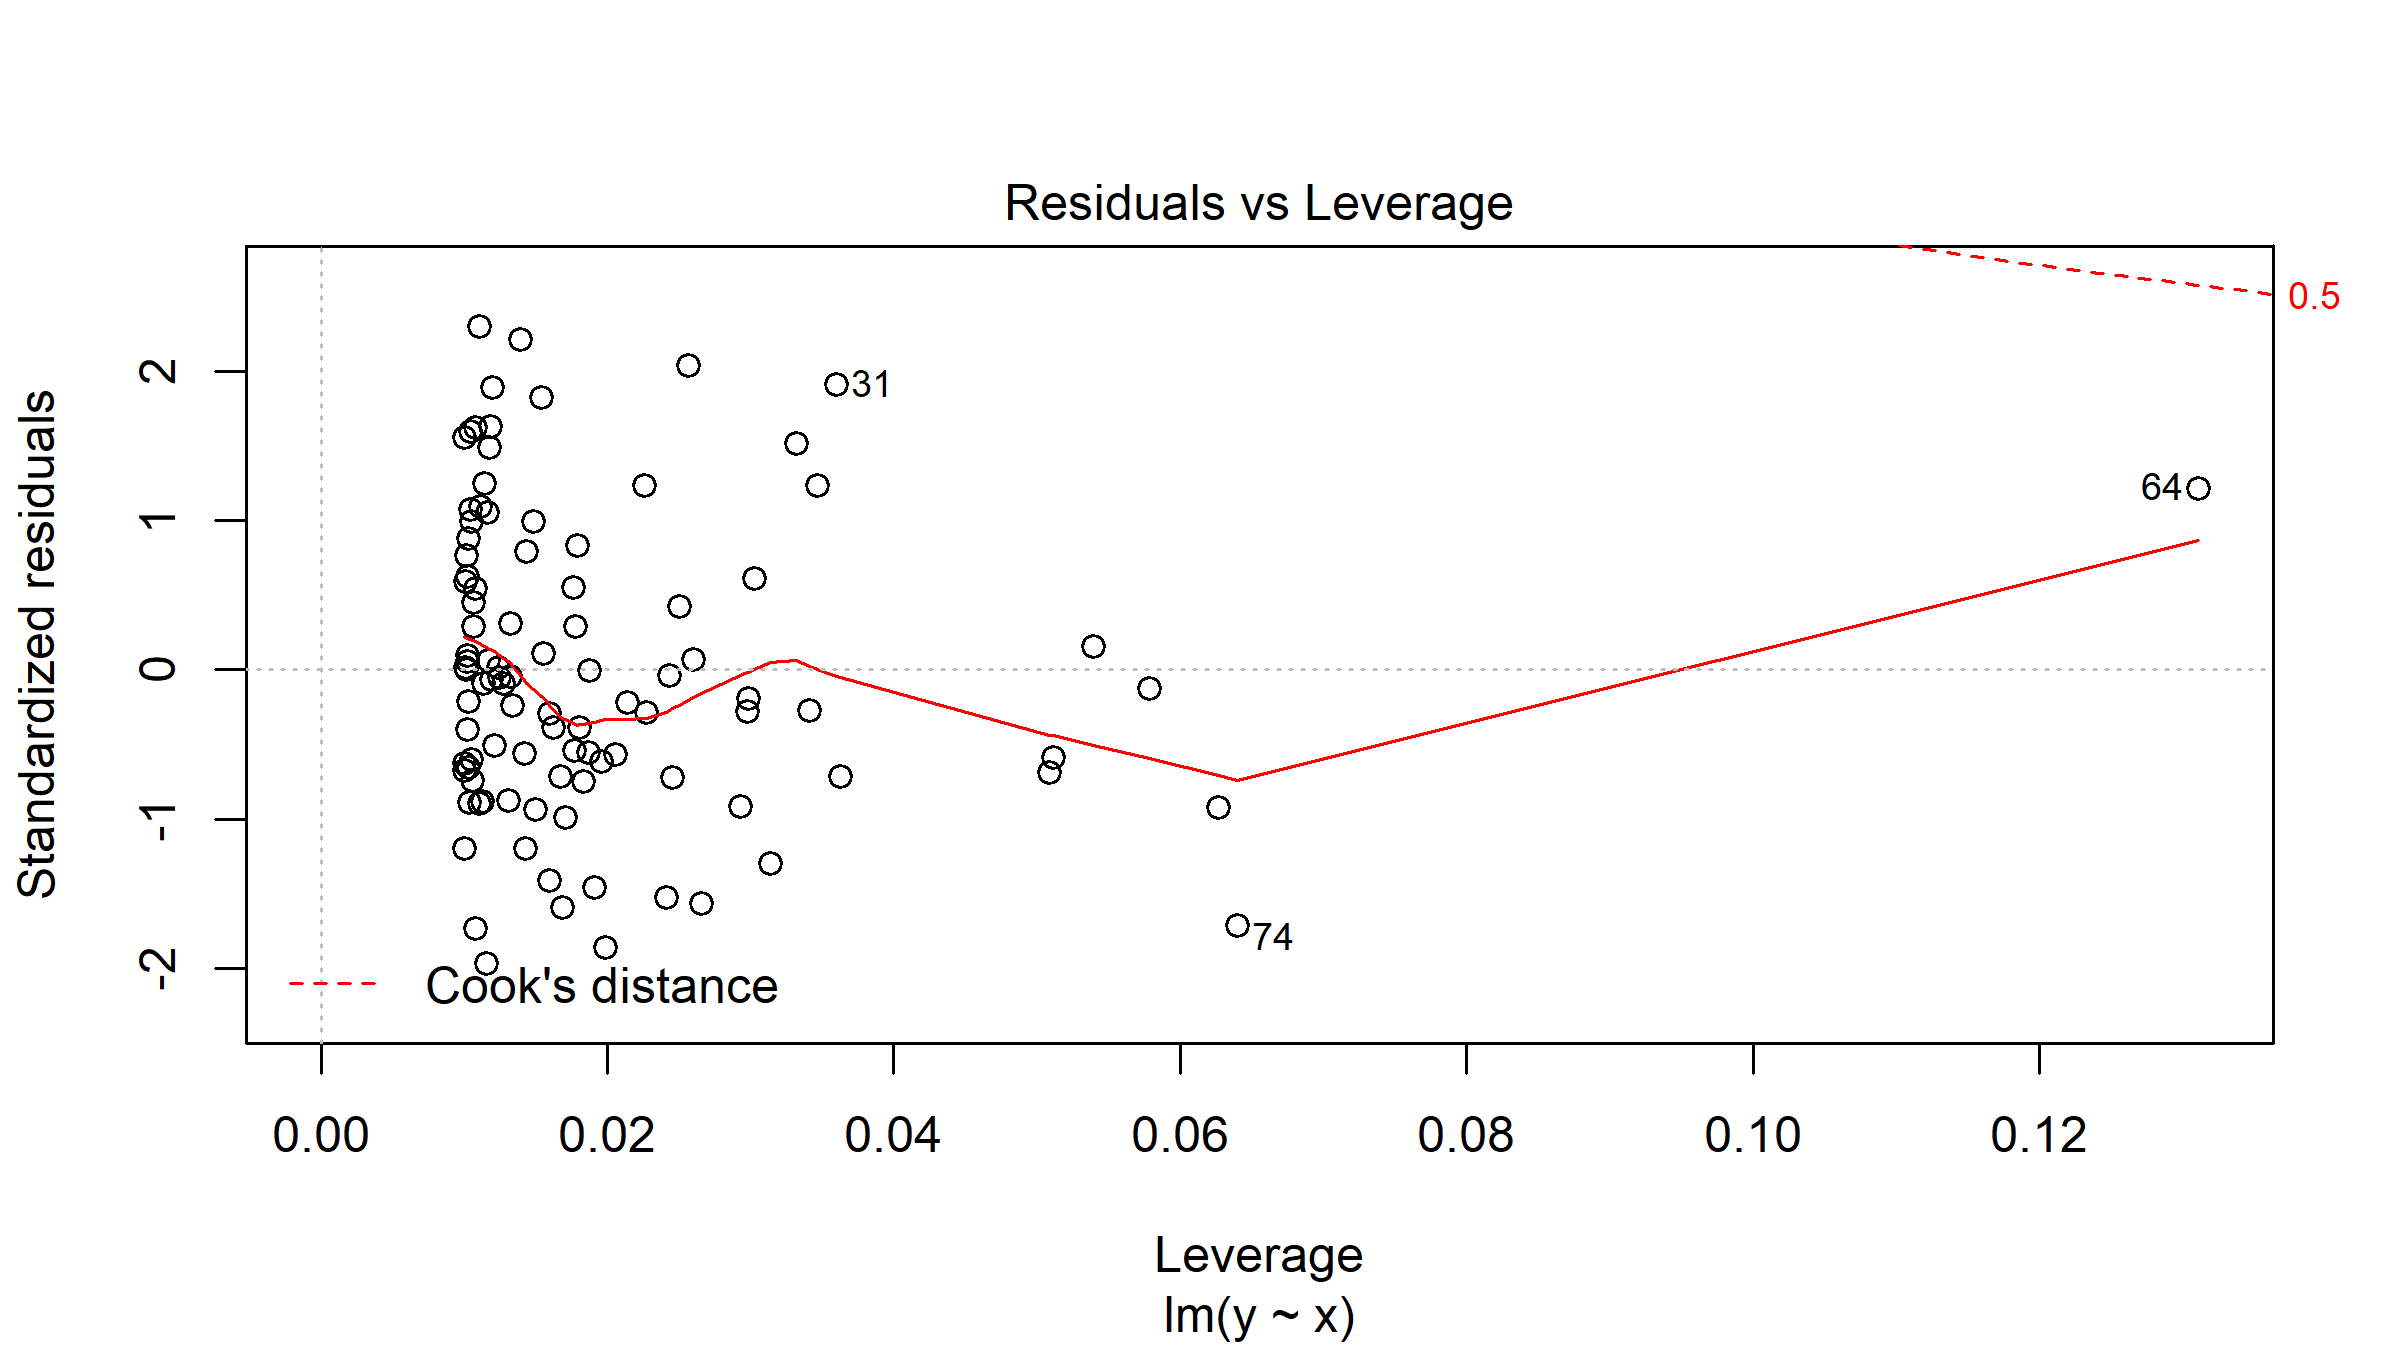 Residuals vs Leverage
0.5
Standardized residuals
2
1
0
-1
-2
31
64
74
Cook's distance
0.00 0.02 0.04 0.06 0.08 0.10 0.12
Leverage
lm(y ~ x)